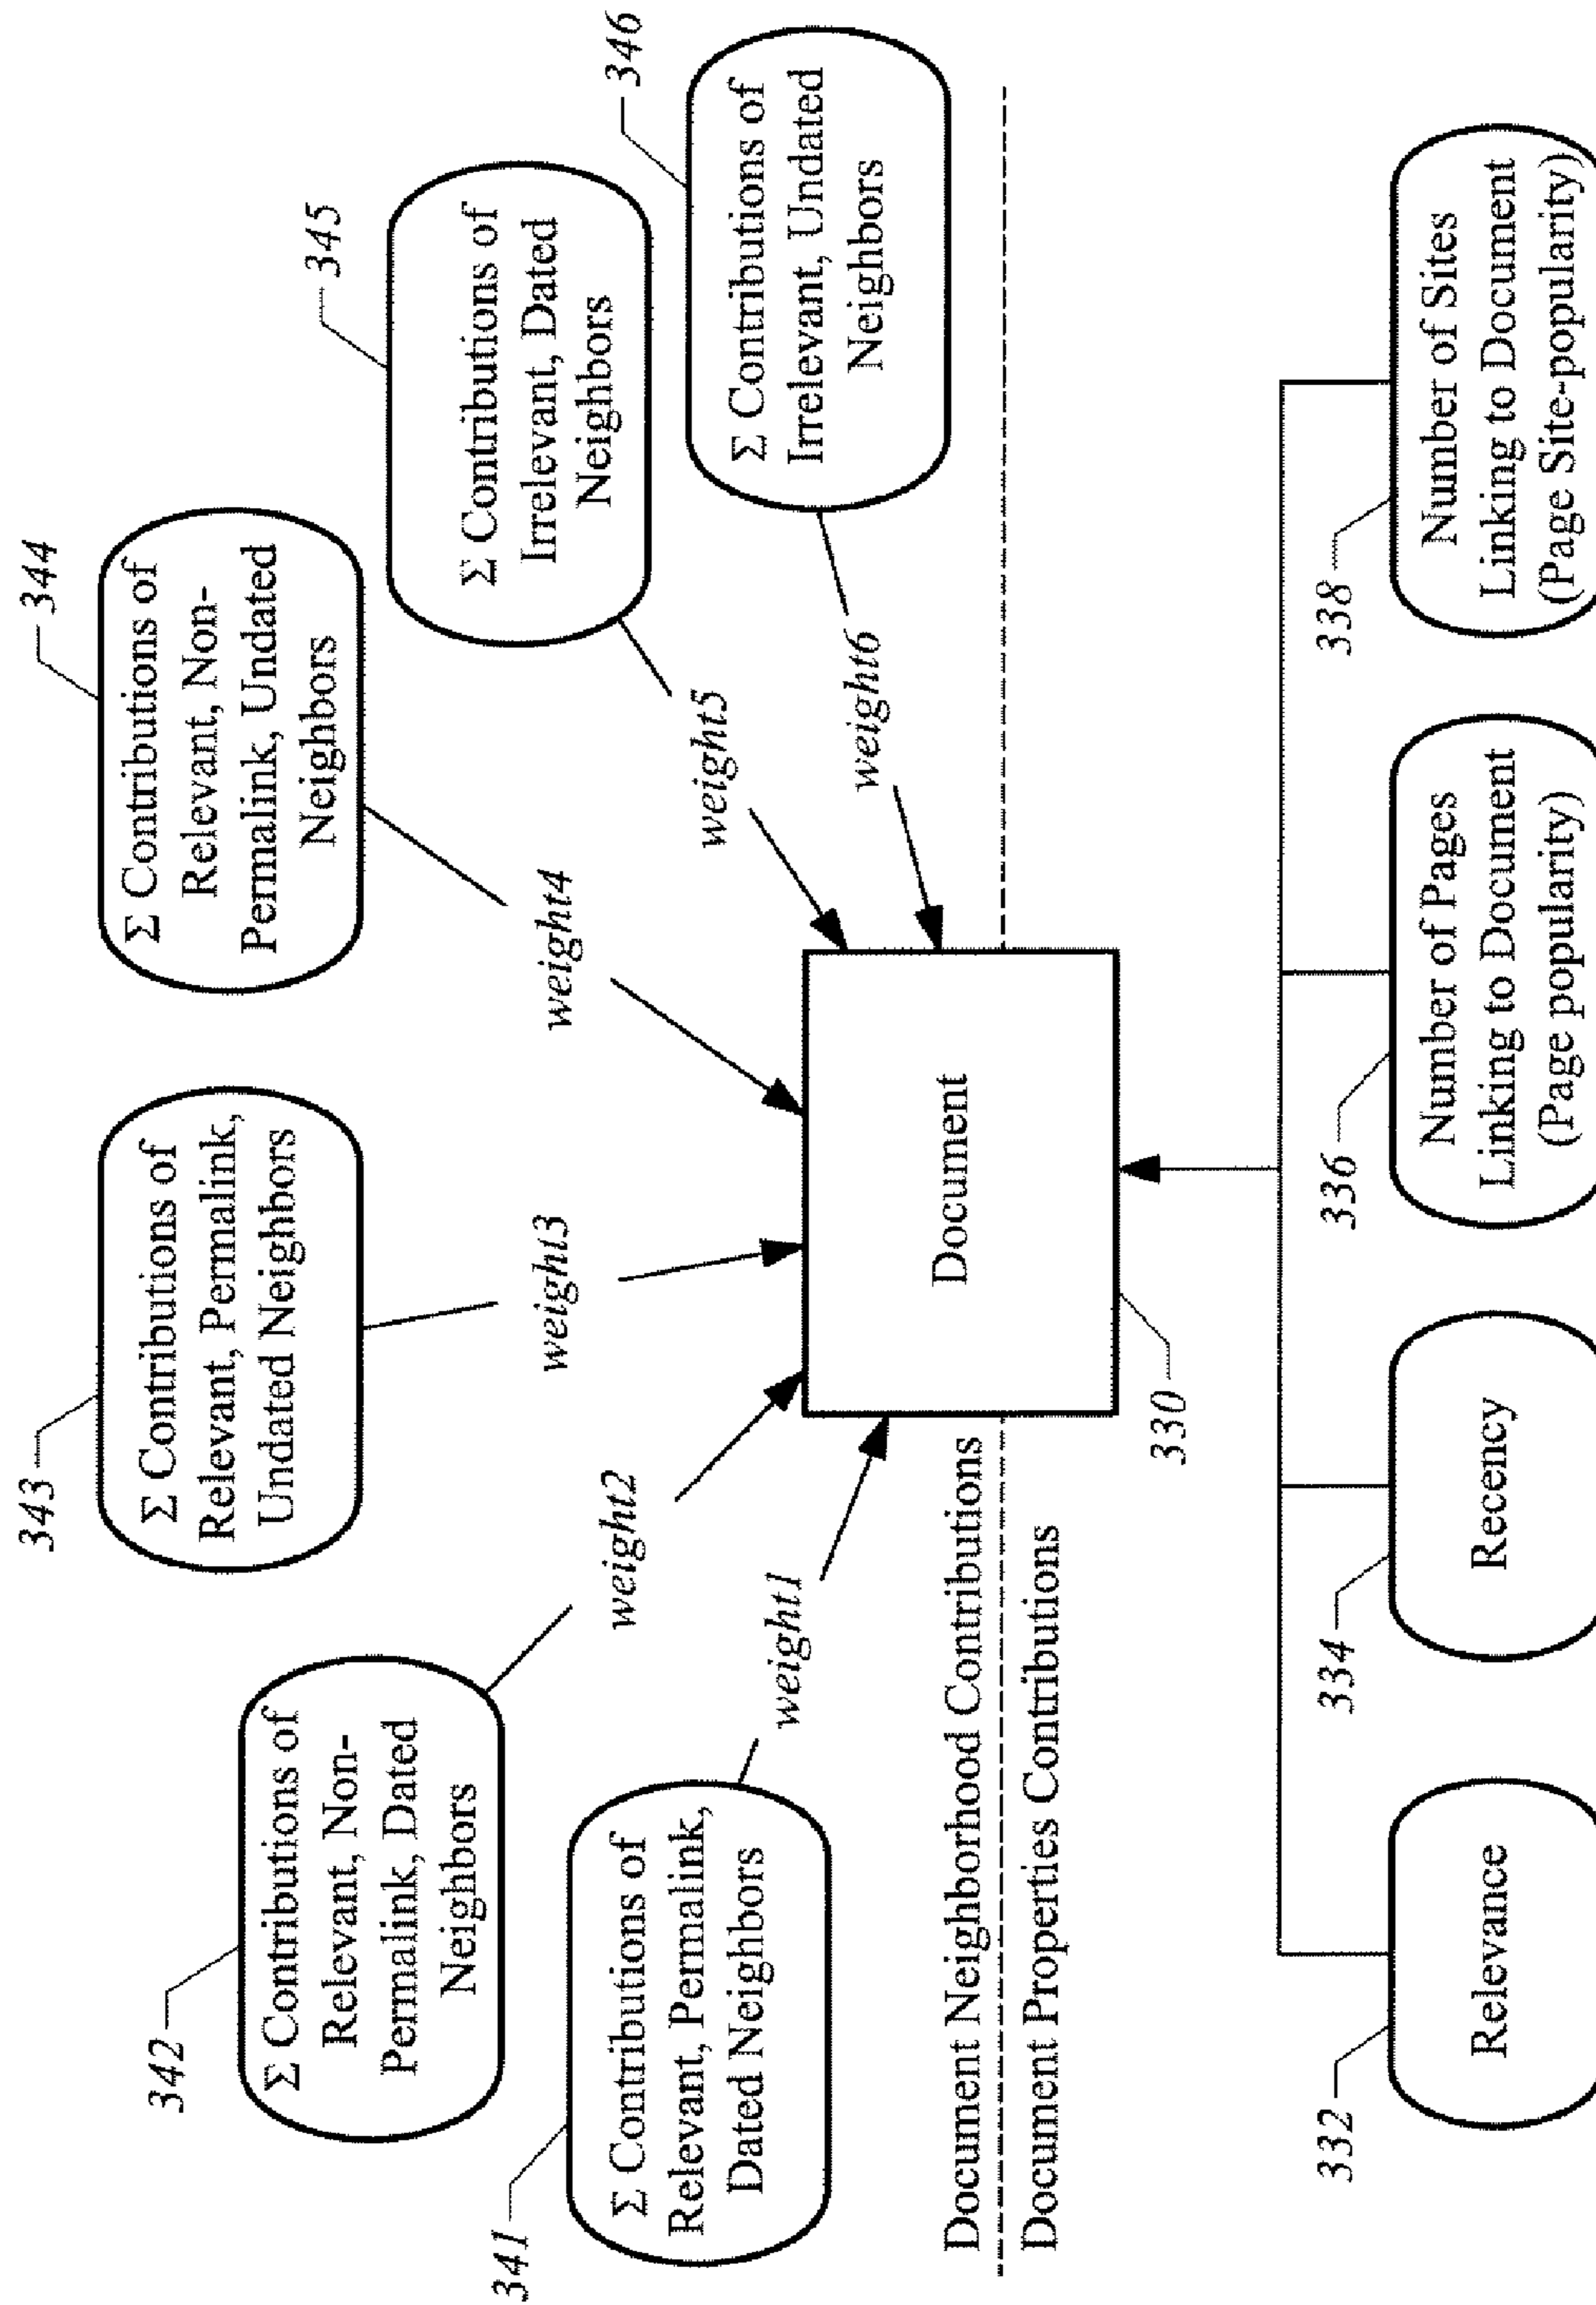 344
Σ Contributions of
Relevant, Non-
Permalink, Undated
Neighbors
343
Σ Contributions of
Relevant, Permalink,
Undated Neighbors
342
Σ Contributions of
Relevant, Non-
Permalink, Dated
Neighbors
345
Σ Contributions of
Irrelevant, Dated
Neighbors
341
Σ Contributions of
Relevant, Permalink,
Dated Neighbors
346
Σ Contributions of
Irrelevant, Undated
Neighbors
weight1
weight2
weight3
weight4
weight5
weight6
Document
330
Document Neighborhood Contributions
Document Properties Contributions
332
Relevance
334
Recency
336
Number of Pages
Linking to Document
(Page popularity)
338
Number of Sites
Linking to Document
(Page Site-popularity)